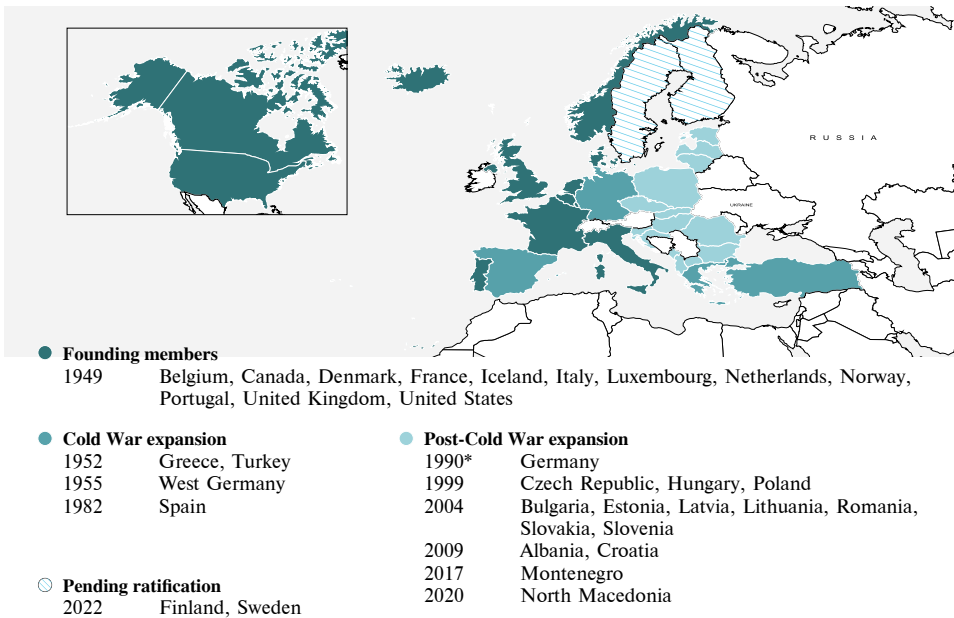 RUSSIA
UKRAINE
Founding members
1949 Belgium, Canada, Denmark, France, Iceland, Italy, Luxembourg, Netherlands, Norway,
Portugal, United Kingdom, United States
Cold War expansion
1952 Greece, Turkey
1955 West Germany
1982 Spain
Post-Cold War expansion
1990* Germany
1999 Czech Republic, Hungary, Poland
2004 Bulgaria, Estonia, Latvia, Lithuania, Romania,
Slovakia, Slovenia
2009 Albania, Croatia
2017 Montenegro
2020 North Macedonia
Pending ratification
2022 Finland, Sweden